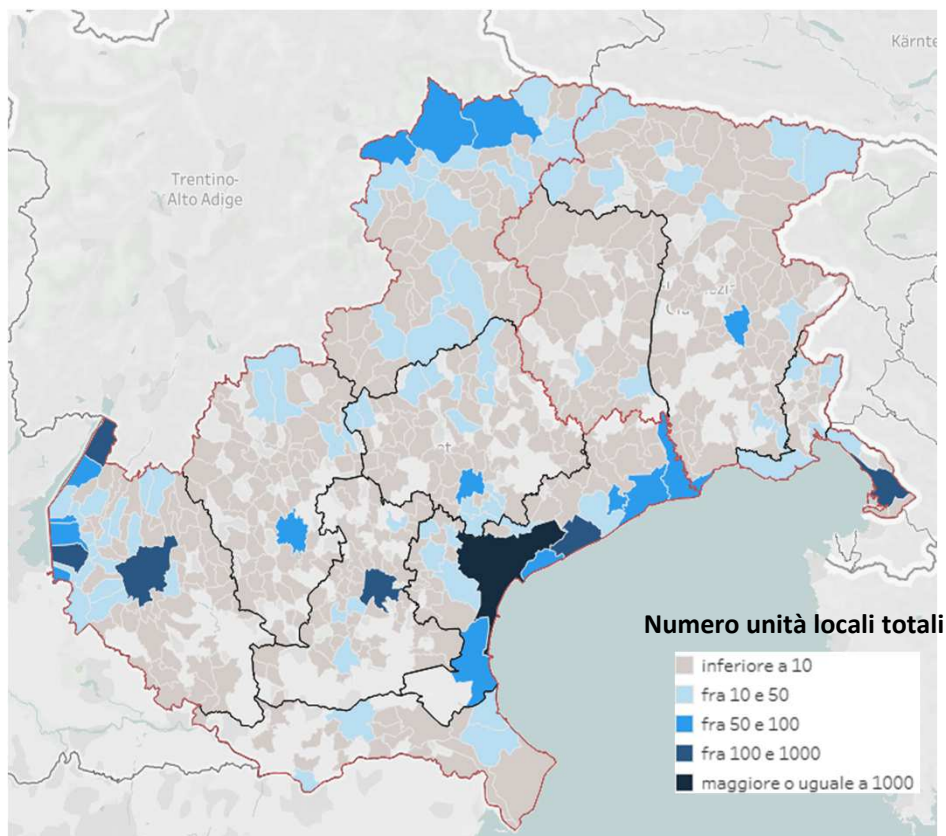 Kärnte
Trentino-
Alto Adige
Numero unità locali totali
inferiore a 10
fra 10 e 50
fra 50 e 100
fra 100 e 1000
maggiore o uguale a 1000